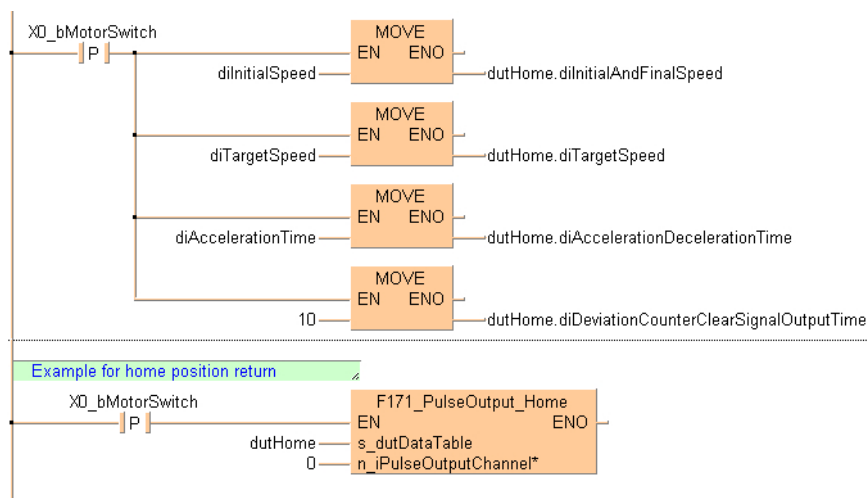 X0_bMotorSwitch
P
MOVE
EN ENO
diInitialSpeed
dutHome.diInitialAndFinalSpeed
MOVE
EN ENO
diTargetSpeed
dutHome.diTargetSpeed
MOVE
EN ENO
diAccelerationTime
dutHome.diAccelerationDecelerationTime
MOVE
EN ENO
10
dutHome.diDeviationCounterClearSignalOutputTime
Example for home position return
X0_bMotorSwitch
P
F171_PulseOutput_Home
EN ENO
dutHome
s_dutDataTable
0
n_iPulseOutputChannel*